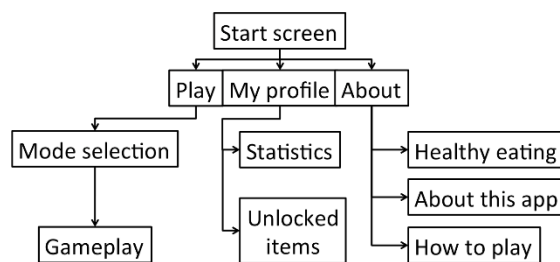 Start screen
Play
My profile
About
Mode selection
Statistics
Healthy eating
About this app
Gameplay
Unlocked
items
How to play